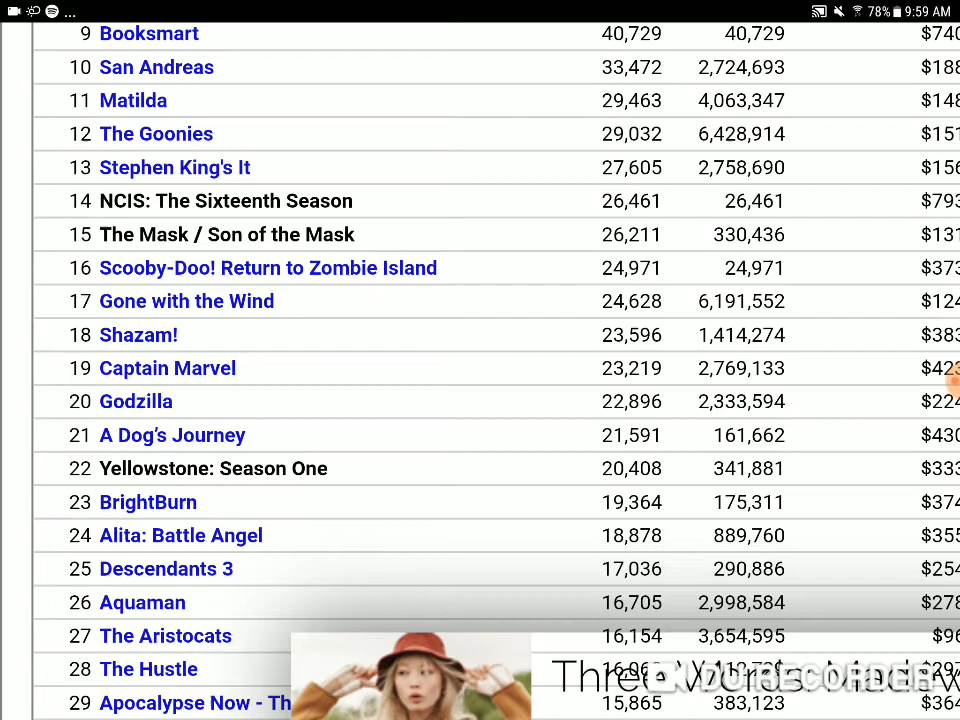 ... 78% 9:59 AM
9 Booksmart 40,729 40,729 $740
10 San Andreas 33,472 2,724,693 $188
11 Matilda 29,463 4,063,347 $148
12 The Goonies 29,032 6,428,914 $151
13 Stephen King's It 27,605 2,758,690 $156
14 NCIS: The Sixteenth Season 26,461 26,461 $793
15 The Mask / Son of the Mask 26,211 330,436 $131
16 Scooby-Doo! Return to Zombie Island 24,971 24,971 $373
17 Gone with the Wind 24,628 6,191,552 $124
18 Shazam! 23,596 1,414,274 $383
19 Captain Marvel 23,219 2,769,133 $423
20 Godzilla 22,896 2,333,594 $224
21 A Dog’s Journey 21,591 161,662 $430
22 Yellowstone: Season One 20,408 341,881 $333
23 BrightBurn 19,364 175,311 $374
24 Alita: Battle Angel 18,878 889,760 $355
25 Descendants 3 17,036 290,886 $254
26 Aquaman 16,705 2,998,584 $278
27 The Aristocats 16,154 3,654,595 $96
28 The Hustle $297
Three Words: Madew
DU RECORDER
29 Apocalypse Now - Th 15,865 383,123 $364